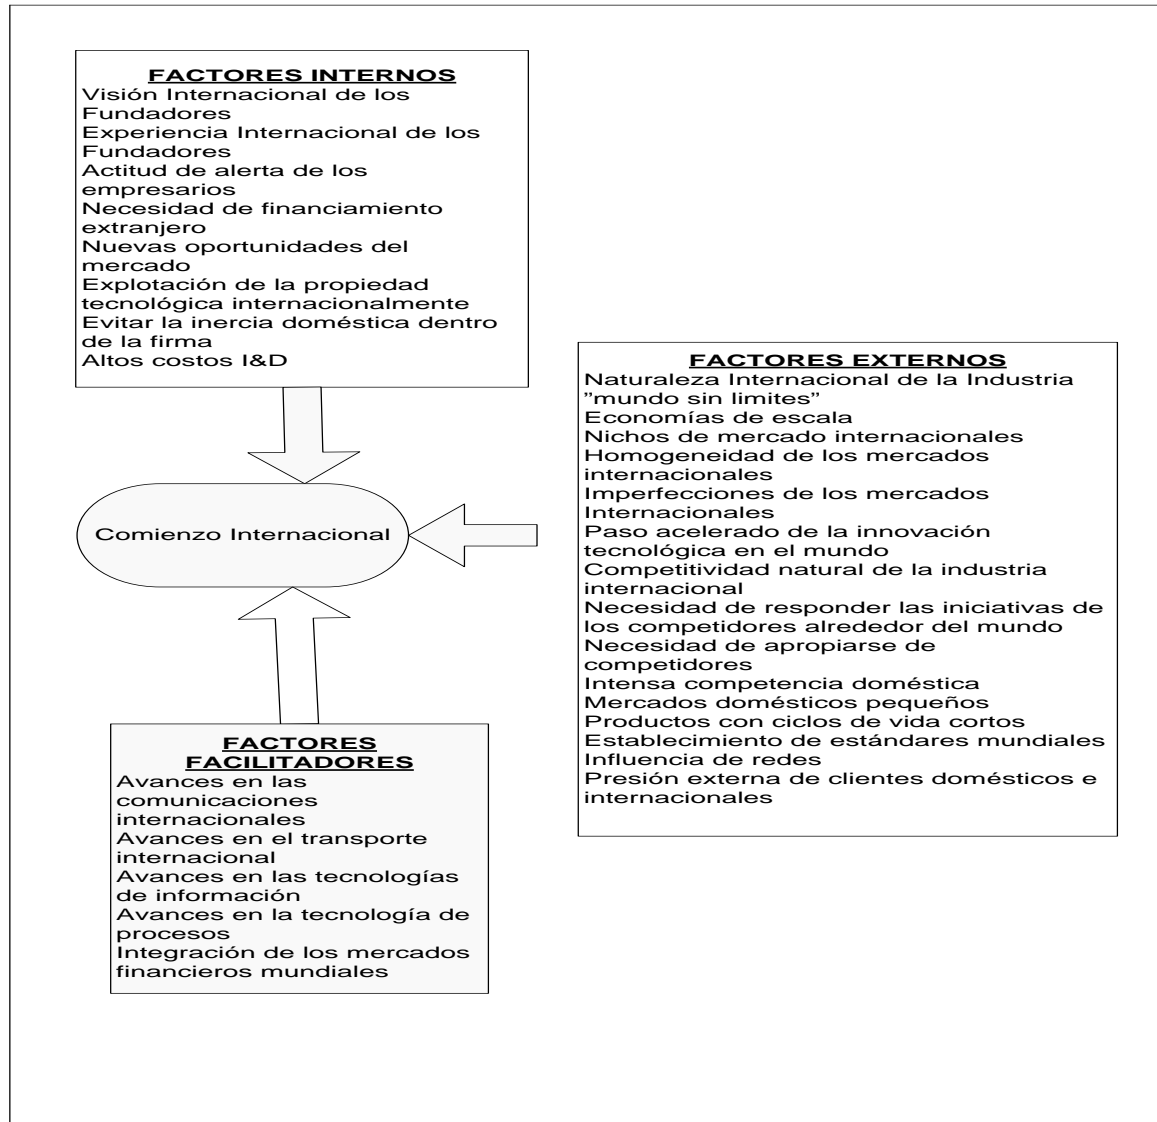 FACTORES INTERNOS
Visión Internacional de los
Fundadores
Experiencia Internacional de los
Fundadores
Actitud de alerta de los
empresarios
Necesidad de financiamiento
extranjero
Nuevas oportunidades del
mercado
Explotación de la propiedad
tecnológica internacionalmente
Evitar la inercia doméstica dentro
de la firma
Altos costos I&D
Comienzo Internacional
FACTORES EXTERNOS
Naturaleza Internacional de la Industria
”mundo sin limites”
Economías de escala
Nichos de mercado internacionales
Homogeneidad de los mercados
internacionales
Imperfecciones de los mercados
Internacionales
Paso acelerado de la innovación
tecnológica en el mundo
Competitividad natural de la industria
internacional
Necesidad de responder las iniciativas de
los competidores alrededor del mundo
Necesidad de apropiarse de
competidores
Intensa competencia doméstica
Mercados domésticos pequeños
Productos con ciclos de vida cortos
Establecimiento de estándares mundiales
Influencia de redes
Presión externa de clientes domésticos e
internacionales
FACTORES
FACILITADORES
Avances en las
comunicaciones
internacionales
Avances en el transporte
internacional
Avances en las tecnologías
de información
Avances en la tecnología de
procesos
Integración de los mercados
financieros mundiales